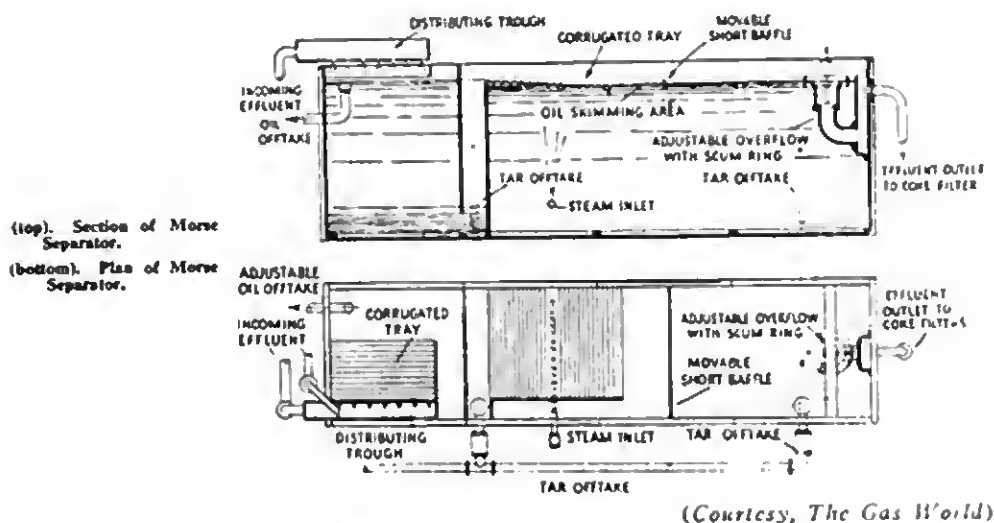 DISTRIBUTING TROUGH
MOVABLE
SHORT BAFFLE
CORRUGATED TRAY
INCOMING
EFFLUENT
OIL
OFFTAKE
OIL SKIMMING AREA
ADJUSTABLE OVERFLOW
WITH SCUM RING
TAR OFFTAKE
TAR OFFTAKE
STEAM INLET
EFFLUENT OUTLET
TO COKE FILTER
(top). Section of Morse
Separator.
(bottom). Plan of Morse
Separator.
ADJUSTABLE
OIL OFFTAKE
INCOMING
EFFLUENT
CORRUGATED
TRAY
EFFLUENT
OUTLET TO
COKE FILTERS
ADJUSTABLE OVERFLOW
WITH SCUM RING
MOVABLE
SHORT BAFFLE
DISTRIBUTING
TROUGH
STEAM INLET
TAR OFFTAKE
TAR OFFTAKE
(Courtesy, The Gas World)